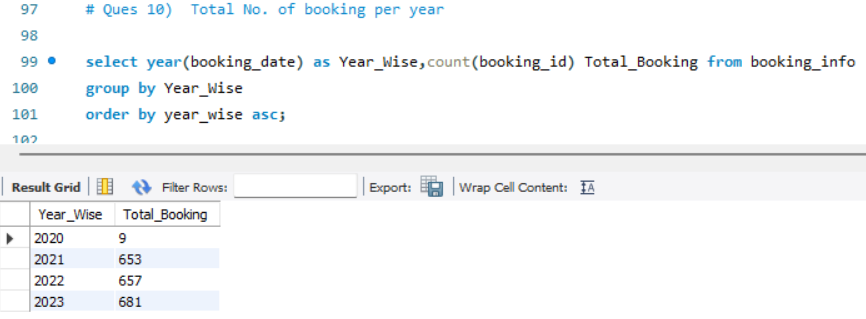 97 # Ques 10)  Total No. of booking per year
98
99 select year(booking_date) as Year_Wise,count(booking_id) Total_Booking from booking_info
100 group by Year_Wise
101 order by year_wise asc;
102
Result Grid Filter Rows: Export: Wrap Cell Content: IA
Year_Wise Total_Booking
2020 9
2021 653
2022 657
2023 681